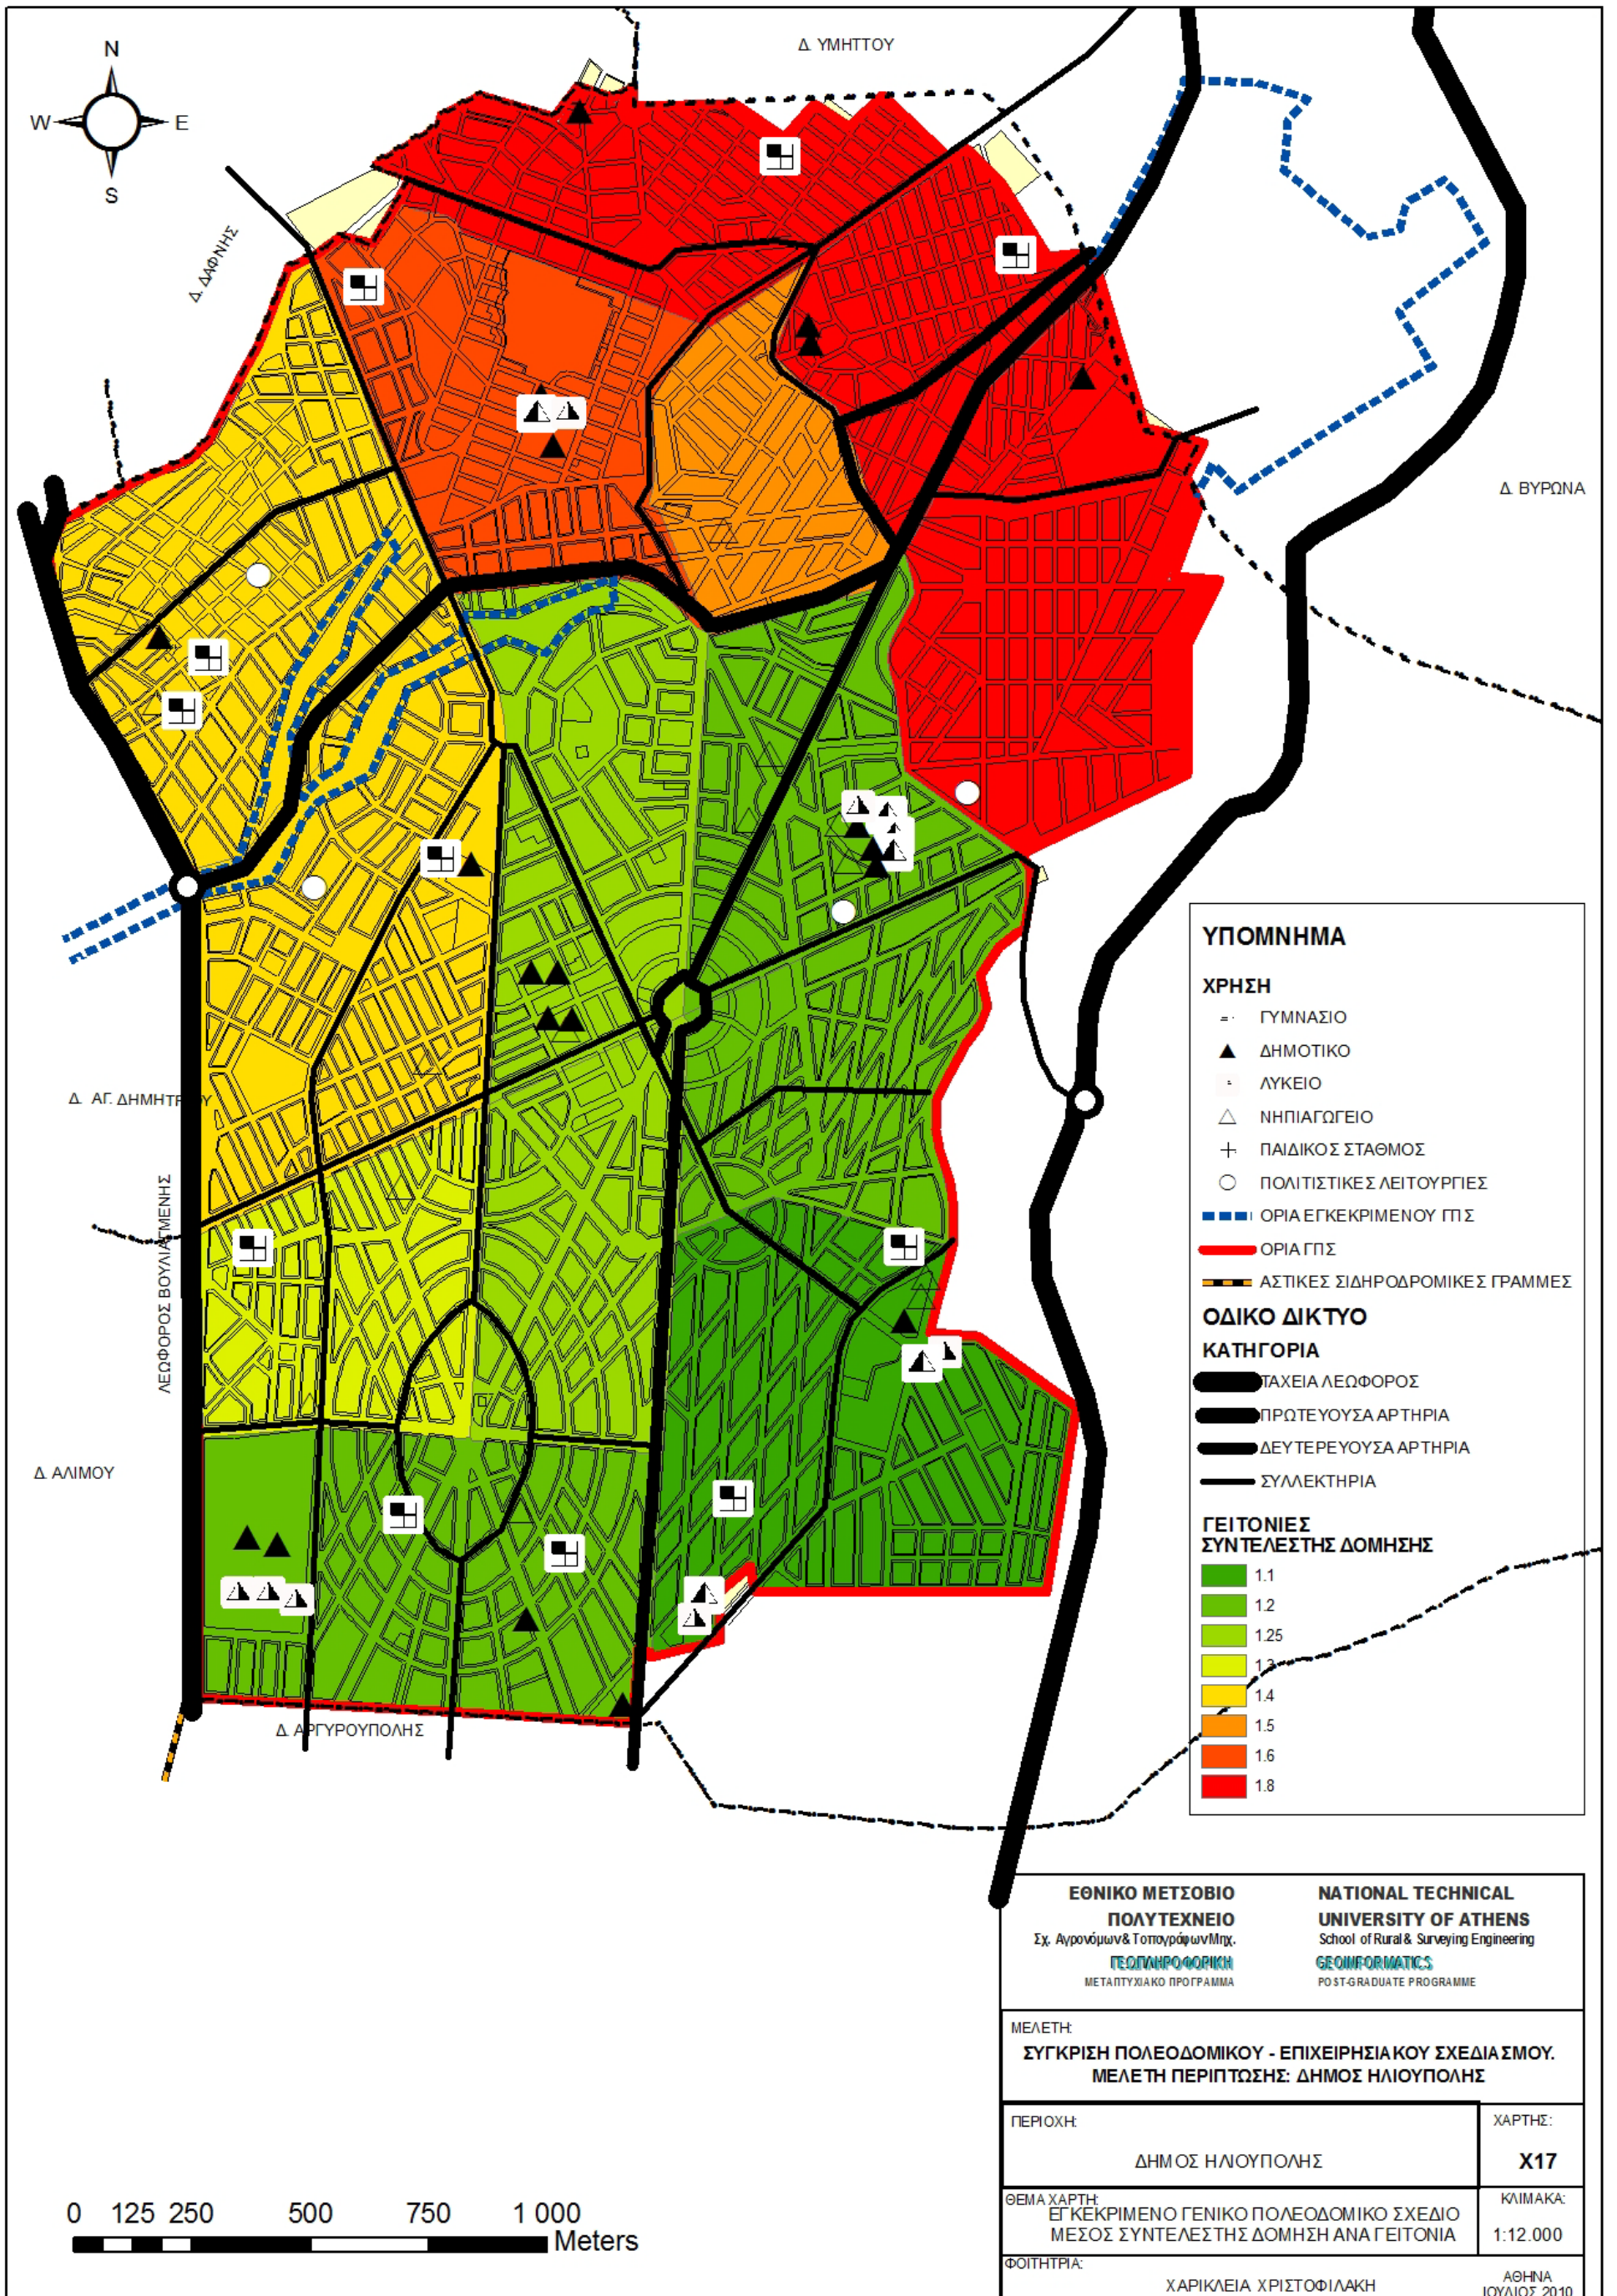 N
W
E
S
Δ. ΥΜΗΤΤΟΥ
Δ. ΔΑΦΝΗΣ
Δ. ΒΥΡΩΝΑ
Δ. ΑΓ. ΔΗΜΗΤΡΙΟΥ
ΛΕΩΦΟΡΟΣ ΒΟΥΛΙΑΓΜΕΝΗΣ
Δ. ΑΛΙΜΟΥ
Δ. ΑΡΓΥΡΟΥΠΟΛΗΣ
ΥΠΟΜΝΗΜΑ
ΧΡΗΣΗ
ΓΥΜΝΑΣΙΟ
ΔΗΜΟΤΙΚΟ
ΛΥΚΕΙΟ
ΝΗΠΙΑΓΩΓΕΙΟ
ΠΑΙΔΙΚΟΣ ΣΤΑΘΜΟΣ
ΠΟΛΙΤΙΣΤΙΚΕΣ ΛΕΙΤΟΥΡΓΙΕΣ
ΟΡΙΑ ΕΓΚΕΚΡΙΜΕΝΟΥ ΓΠΣ
ΟΡΙΑ ΓΠΣ
ΑΣΤΙΚΕΣ ΣΙΔΗΡΟΔΡΟΜΙΚΕΣ ΓΡΑΜΜΕΣ
ΟΔΙΚΟ ΔΙΚΤΥΟ
ΚΑΤΗΓΟΡΙΑ
ΤΑΧΕΙΑ ΛΕΩΦΟΡΟΣ
ΠΡΩΤΕΥΟΥΣΑ ΑΡΤΗΡΙΑ
ΔΕΥΤΕΡΕΥΟΥΣΑ ΑΡΤΗΡΙΑ
ΣΥΛΛΕΚΤΗΡΙΑ
ΓΕΙΤΟΝΙΕΣ
ΣΥΝΤΕΛΕΣΤΗΣ ΔΟΜΗΣΗΣ
1.1
1.2
1.25
1.3
1.4
1.5
1.6
1.8
ΕΘΝΙΚΟ ΜΕΤΣΟΒΙΟ
ΠΟΛΥΤΕΧΝΕΙΟ
Σχ. Αγρονόμων & Τοπογράφων Μηχ.
ΓΕΩΠΛΗΡΟΦΟΡΙΚΗ
ΜΕΤΑΠΤΥΧΙΑΚΟ ΠΡΟΓΡΑΜΜΑ
NATIONAL TECHNICAL
UNIVERSITY OF ATHENS
School of Rural & Surveying Engineering
GEOINFORMATICS
POST-GRADUATE PROGRAMME
ΜΕΛΕΤΗ:
ΣΥΓΚΡΙΣΗ ΠΟΛΕΟΔΟΜΙΚΟΥ - ΕΠΙΧΕΙΡΗΣΙΑΚΟΥ ΣΧΕΔΙΑΣΜΟΥ.
ΜΕΛΕΤΗ ΠΕΡΙΠΤΩΣΗΣ: ΔΗΜΟΣ ΗΛΙΟΥΠΟΛΗΣ
ΠΕΡΙΟΧΗ:
ΔΗΜΟΣ ΗΛΙΟΥΠΟΛΗΣ
ΧΑΡΤΗΣ:
Χ17
ΘΕΜΑ ΧΑΡΤΗ:
ΕΓΚΕΚΡΙΜΕΝΟ ΓΕΝΙΚΟ ΠΟΛΕΟΔΟΜΙΚΟ ΣΧΕΔΙΟ
ΜΕΣΟΣ ΣΥΝΤΕΛΕΣΤΗΣ ΔΟΜΗΣΗ ΑΝΑ ΓΕΙΤΟΝΙΑ
ΚΛΙΜΑΚΑ:
1:12.000
ΦΟΙΤΗΤΡΙΑ:
ΧΑΡΙΚΛΕΙΑ ΧΡΙΣΤΟΦΙΛΑΚΗ
ΑΘΗΝΑ
ΙΟΥΛΙΟΣ 2010
0 125 250 500 750 1 000
Meters